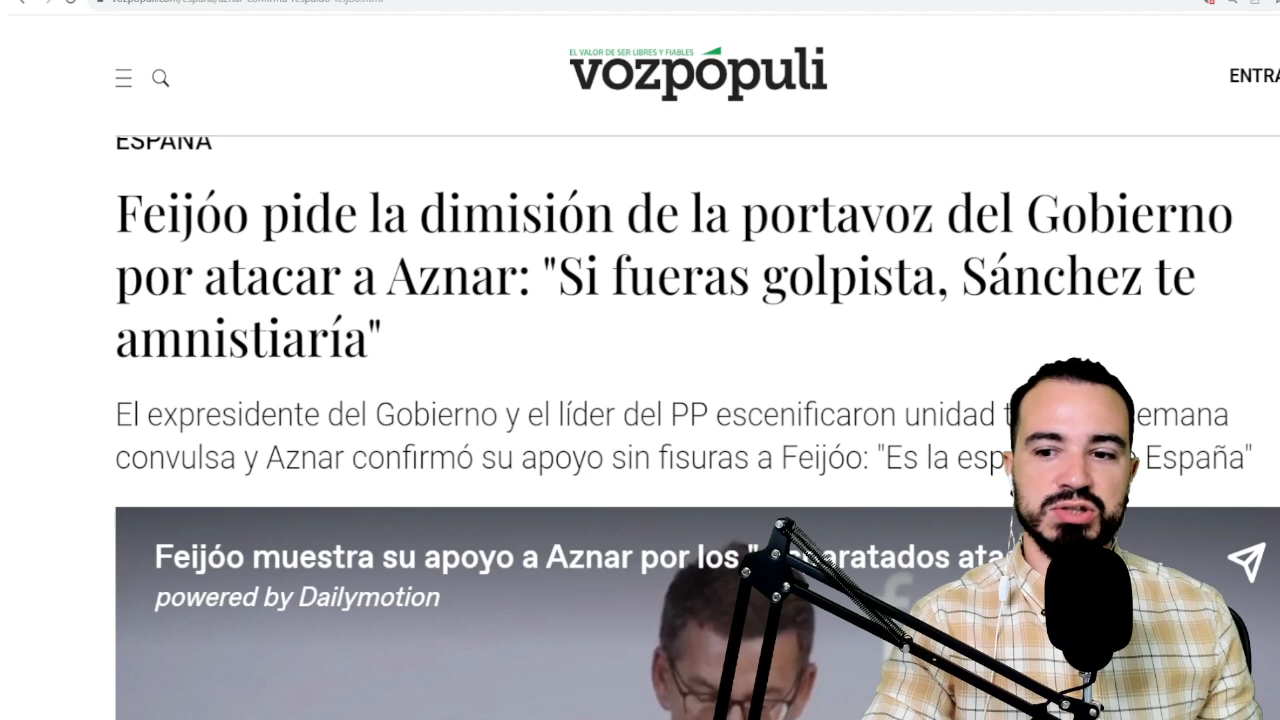 EL VALOR DE SER LIBRES Y FIABLES
vozpópuli
ESPAÑA
Feijóo pide la dimisión de la portavoz del Gobierno
por atacar a Aznar: "Si fueras golpista, Sánchez te
amnistiaría"
El expresidente del Gobierno y el líder del PP escenificaron unidad
convulsa y Aznar confirmó su apoyo sin fisuras a Feijóo: "Es la España"
Feijóo muestra su apoyo a Aznar por los "
powered by Dailymotion